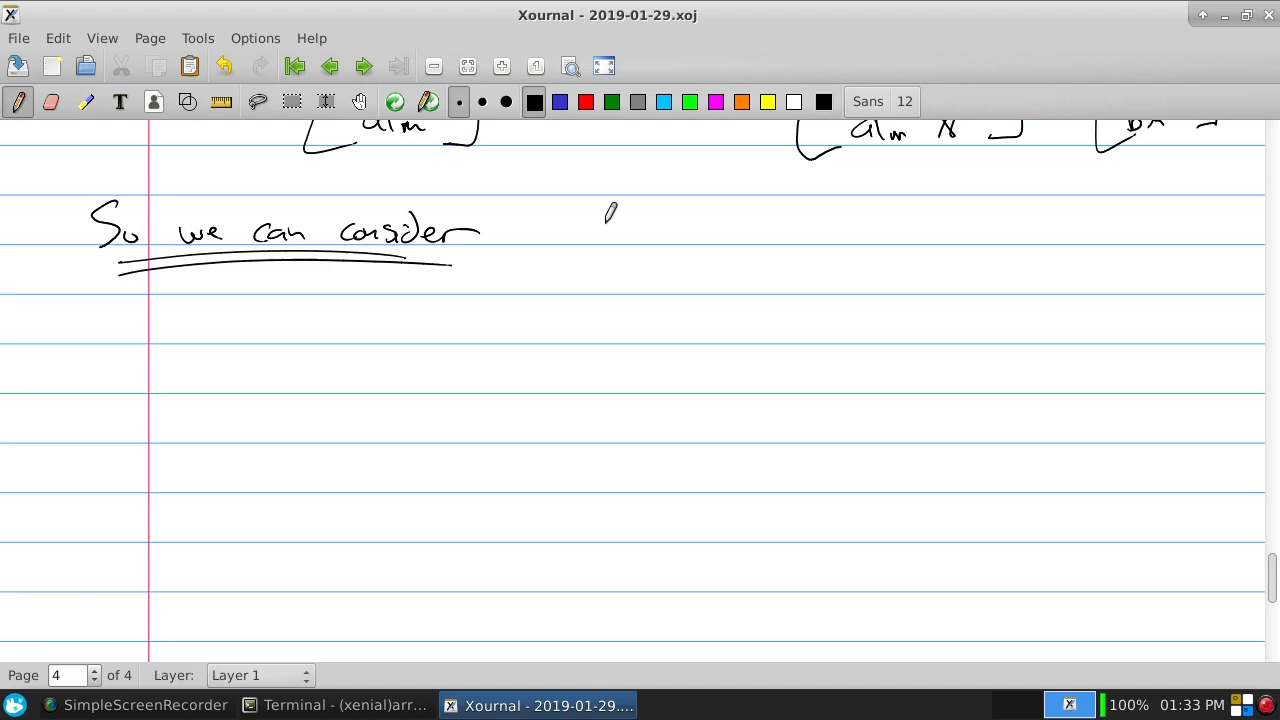 Xournal - 2019-01-29.xoj
File Edit View Page Tools Options Help
Sans 12
So we can consider
Page 4 of 4 Layer: Layer 1
SimpleScreenRecorder Terminal - (xenial)arr... Xournal - 2019-01-29.... 100% 01:33 PM